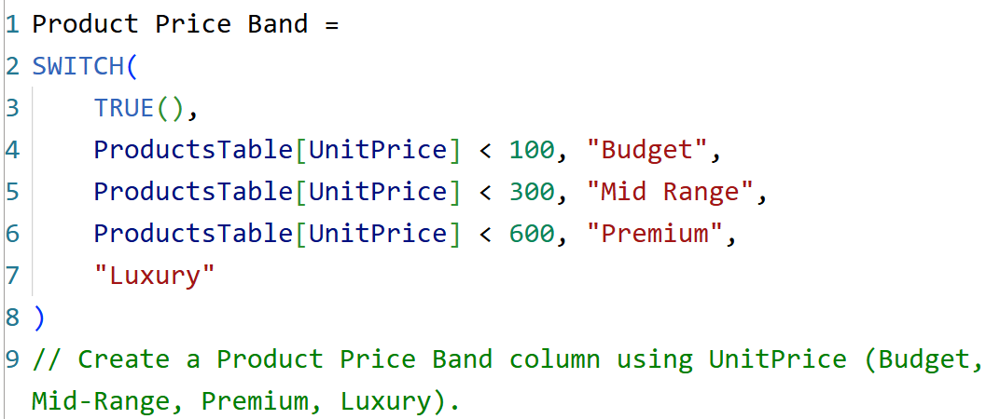 1 Product Price Band =
2 SWITCH(
3     TRUE(),
4     ProductsTable[UnitPrice] < 100, "Budget",
5     ProductsTable[UnitPrice] < 300, "Mid Range",
6     ProductsTable[UnitPrice] < 600, "Premium",
7     "Luxury"
8 )
9 // Create a Product Price Band column using UnitPrice (Budget,
Mid-Range, Premium, Luxury).